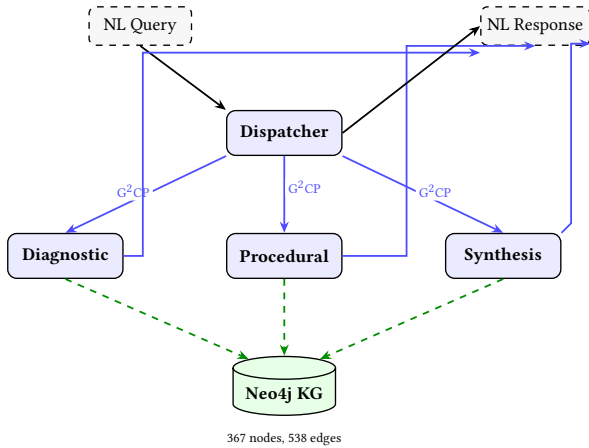 NL Query
NL Response
Dispatcher
G²CP
G²CP
G²CP
Diagnostic
Procedural
Synthesis
Neo4j KG
367 nodes, 538 edges